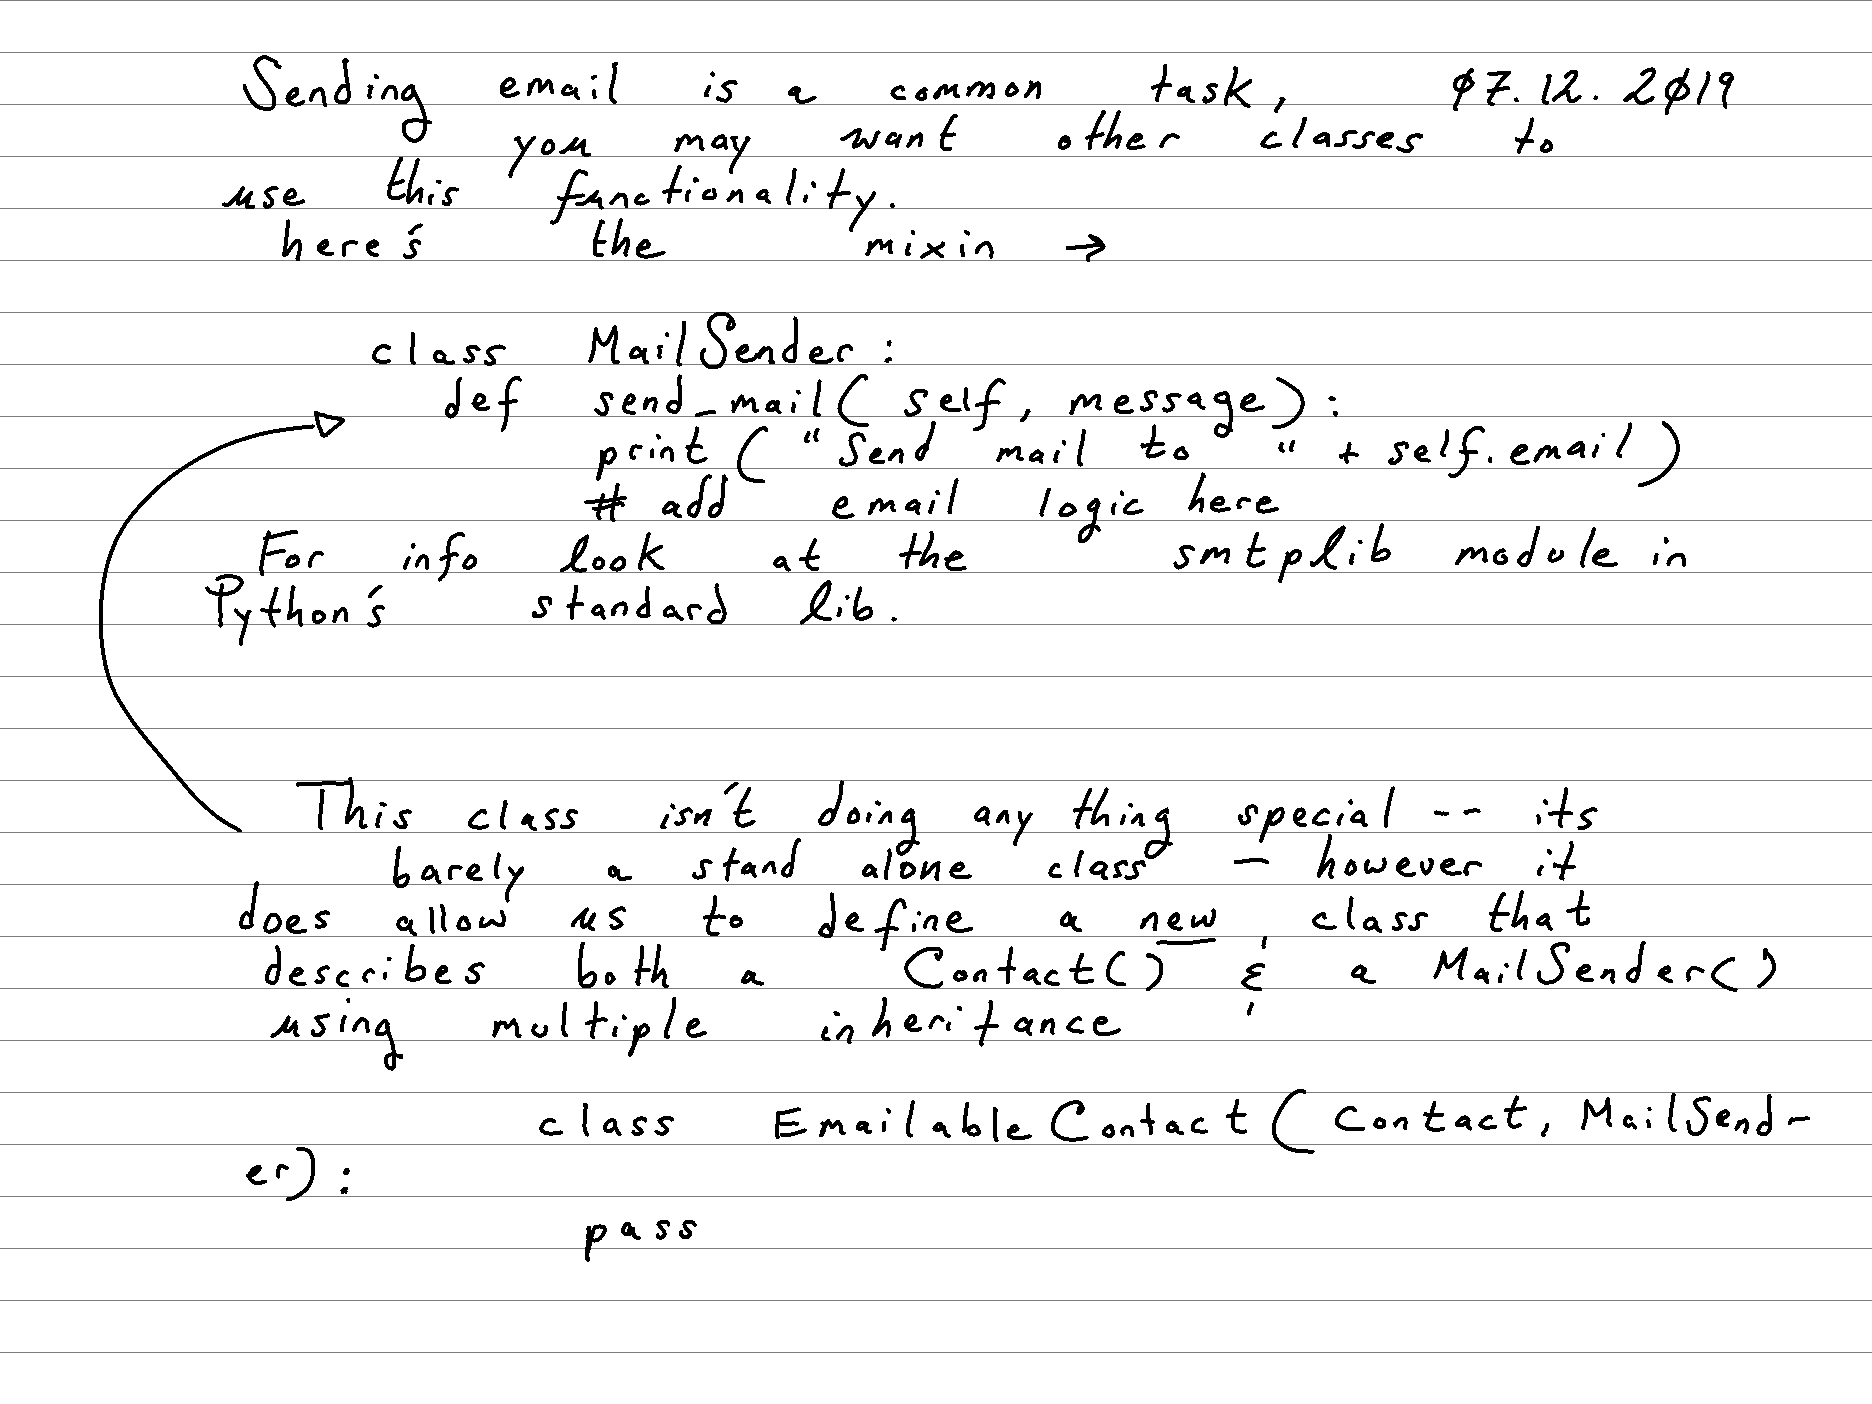 Sending email is a common task, 07.12.2019
you may want other classes to
use this functionality.
here's the mixin →
class MailSender:
def send_mail( self, message):
print( "Send mail to " + self.email)
# add email logic here
For info look at the smtplib module in
Python's standard lib.
This class isn't doing any thing special -- its
barely a stand alone class — however it
does allow us to define a new class that
describes both a Contact() & a MailSender()
using multiple inheritance
class EmailableContact( Contact, MailSend-
er):
pass